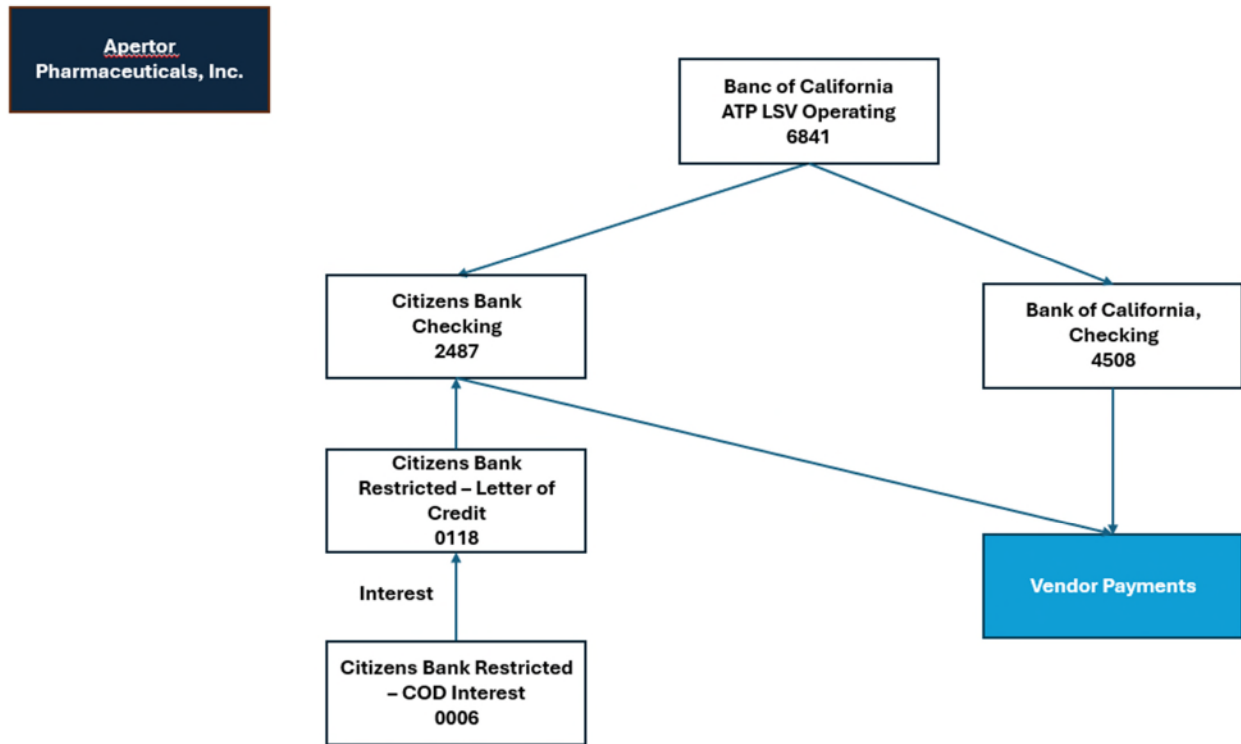 Apertor
Pharmaceuticals, Inc.
Banc of California
ATP LSV Operating
6841
Citizens Bank
Checking
2487
Bank of California,
Checking
4508
Citizens Bank
Restricted – Letter of
Credit
0118
Interest
Vendor Payments
Citizens Bank Restricted
– COD Interest
0006